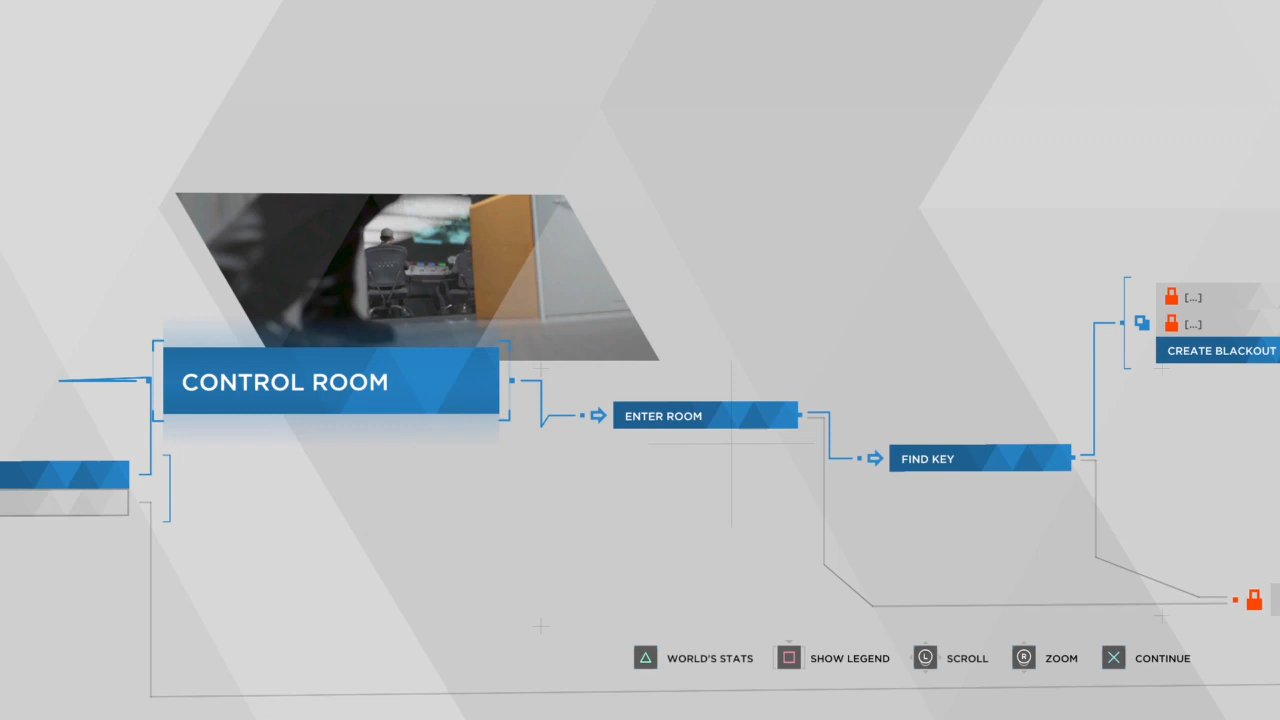 [...]
[...]
CREATE BLACKOUT
CONTROL ROOM
ENTER ROOM
FIND KEY
WORLD'S STATS
SHOW LEGEND
L
SCROLL
R
ZOOM
CONTINUE